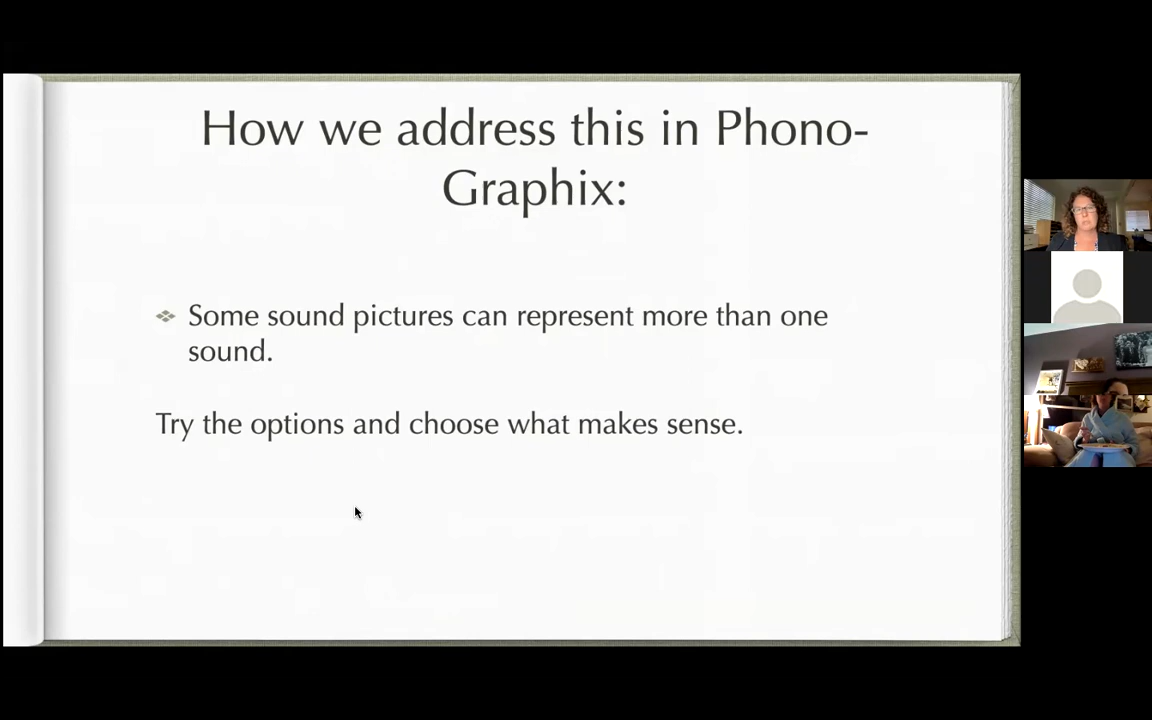 How we address this in Phono-
Graphix:
Some sound pictures can represent more than one
sound.
Try the options and choose what makes sense.